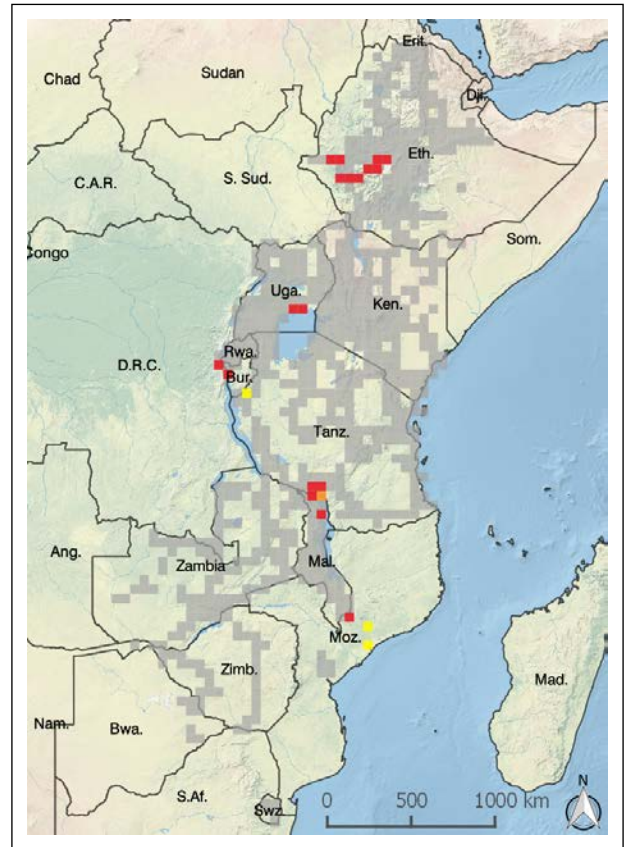 Erit.
Chad
Sudan
Dji.
Eth.
S. Sud.
C.A.R.
Som.
Congo
Uga.
Ken.
Rwa.
D.R.C.
Bur.
Tanz.
Ang.
Zambia
Mal.
Moz.
Zimb.
Mad.
Nam.
Bwa.
N
S.Af.
0 500 1000 km
Swz.